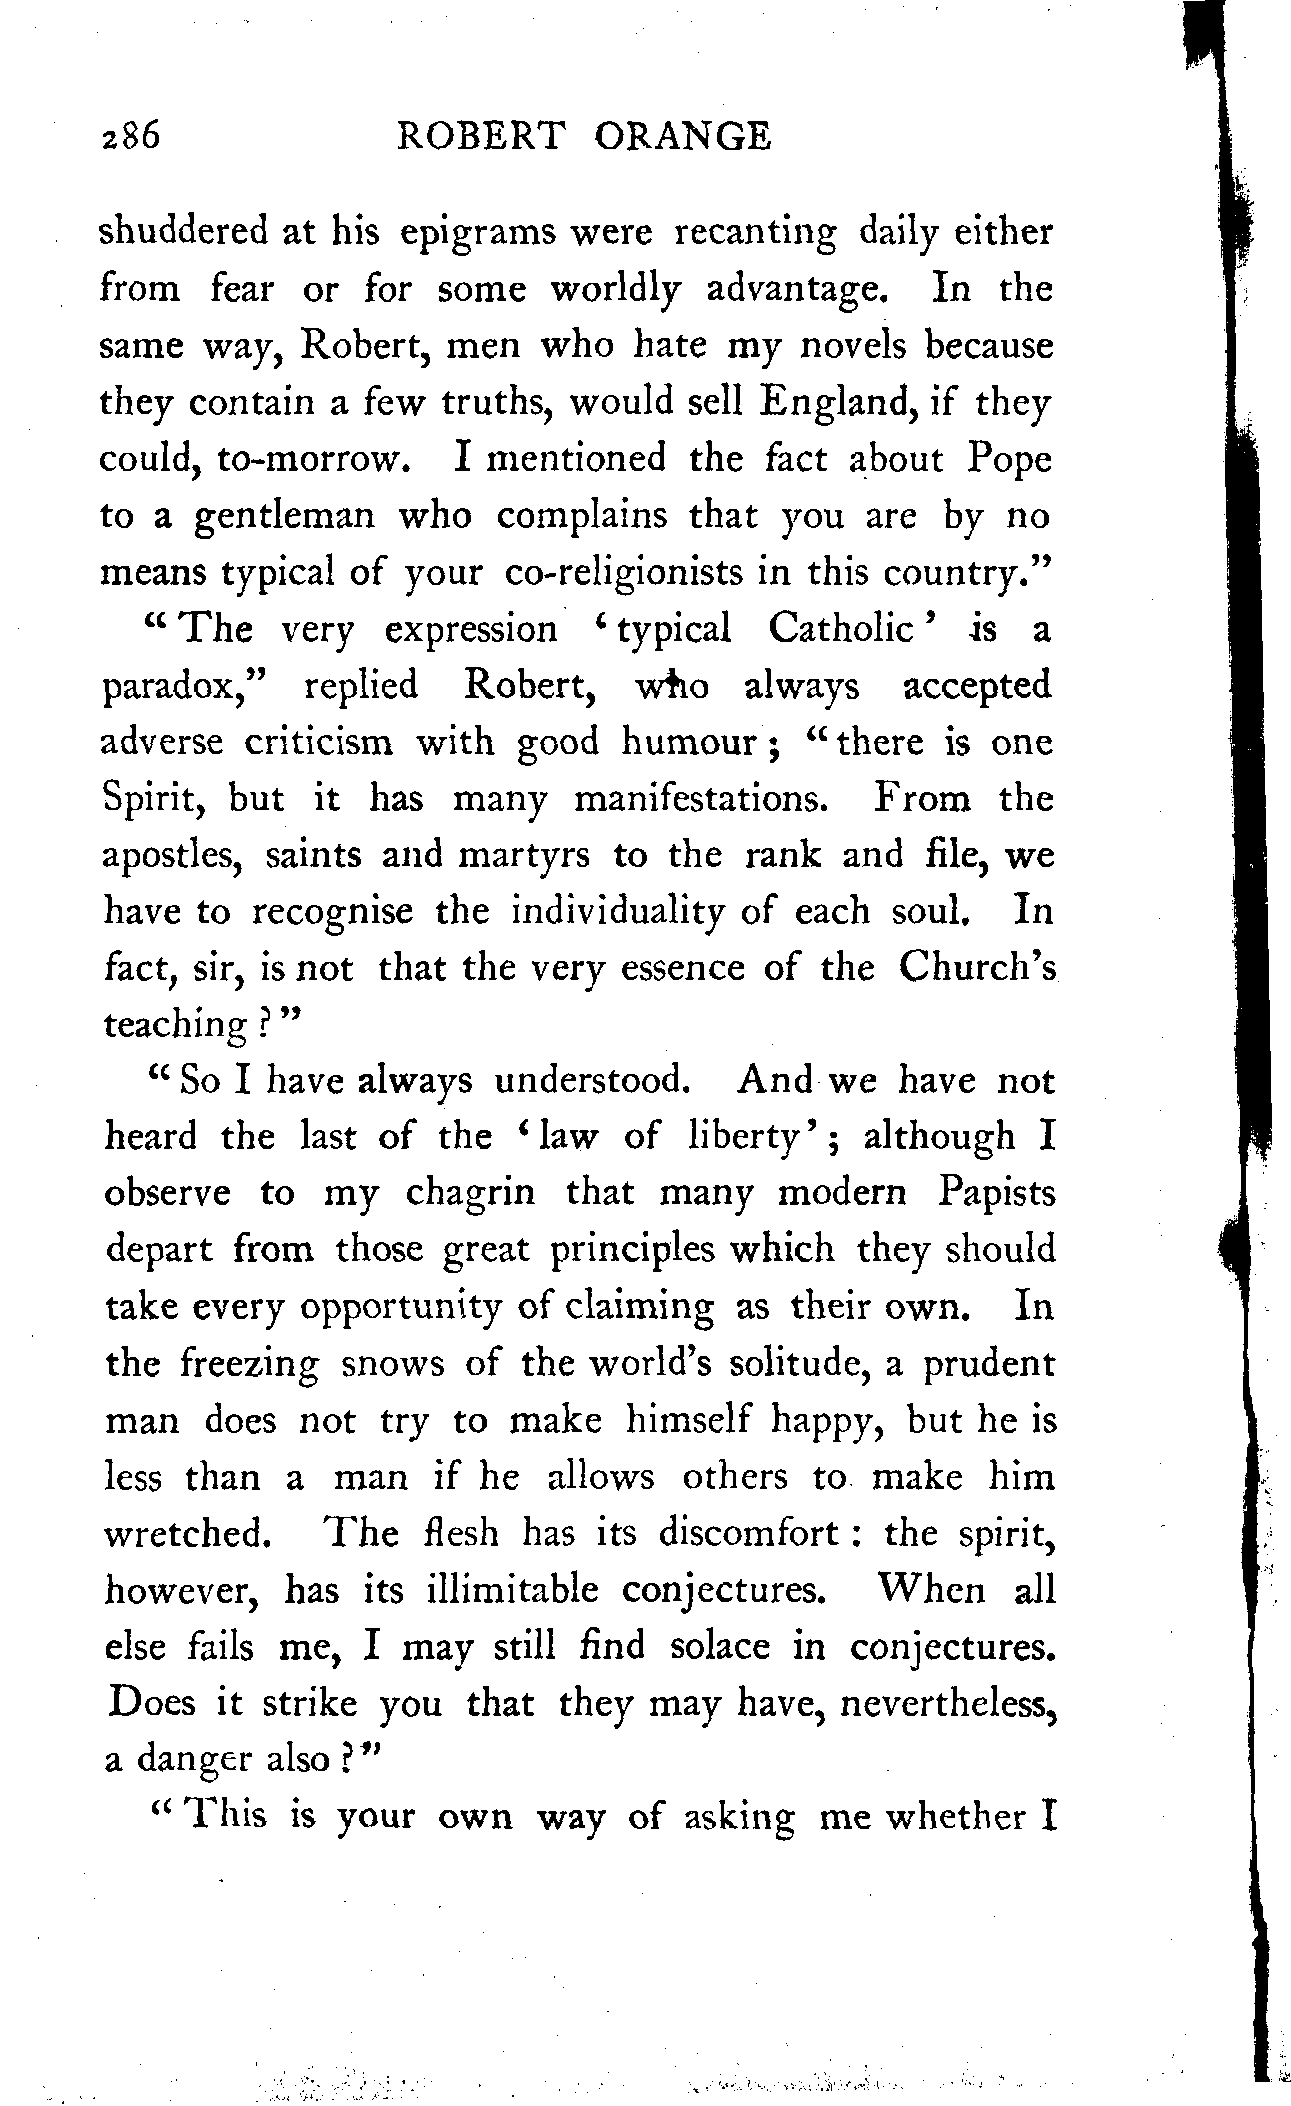 286 ROBERT ORANGE
shuddered at his epigrams were recanting daily either
from fear or for some worldly advantage. In the
same way, Robert, men who hate my novels because
they contain a few truths, would sell England, if they
could, to-morrow. I mentioned the fact about Pope
to a gentleman who complains that you are by no
means typical of your co-religionists in this country."
"The very expression 'typical Catholic' is a
paradox," replied Robert, who always accepted
adverse criticism with good humour; "there is one
Spirit, but it has many manifestations. From the
apostles, saints and martyrs to the rank and file, we
have to recognise the individuality of each soul. In
fact, sir, is not that the very essence of the Church's
teaching?"
"So I have always understood. And we have not
heard the last of the 'law of liberty'; although I
observe to my chagrin that many modern Papists
depart from those great principles which they should
take every opportunity of claiming as their own. In
the freezing snows of the world's solitude, a prudent
man does not try to make himself happy, but he is
less than a man if he allows others to make him
wretched. The flesh has its discomfort: the spirit,
however, has its illimitable conjectures. When all
else fails me, I may still find solace in conjectures.
Does it strike you that they may have, nevertheless,
a danger also?"
"This is your own way of asking me whether I